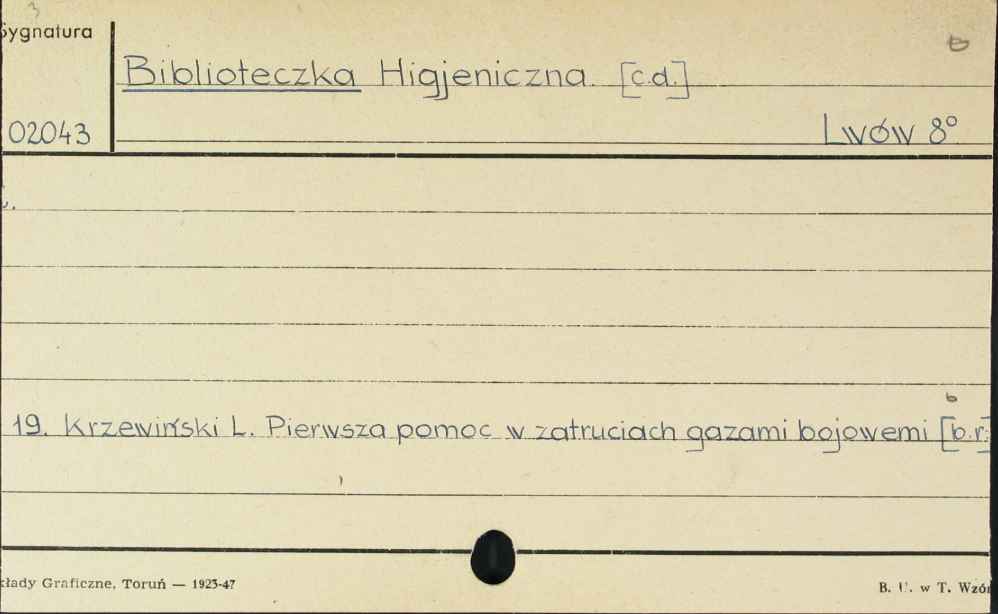 3
Sygnatura
b
Biblioteczka Higjeniczna. [c.d.]
02043
Lwów 8°
b
19. Krzewiński L. Pierwsza pomoc w zatruciach gazami bojowemi [b.r.]
kłady Graficzne, Toruń — 1923-47
B. U. w T. Wzór